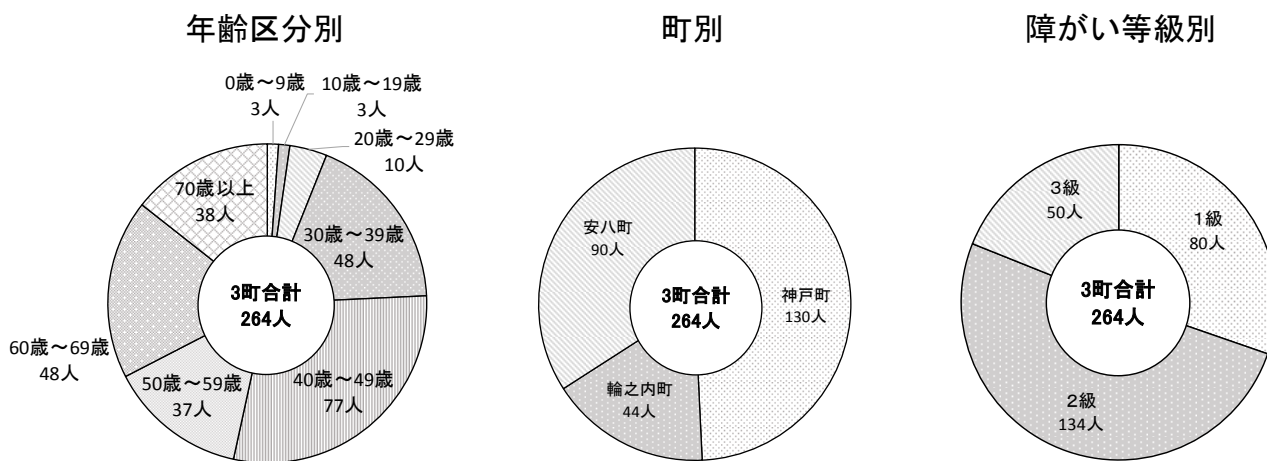 年齢区分別
0歳～9歳
3人
10歳～19歳
3人
20歳～29歳
10人
30歳～39歳
48人
40歳～49歳
77人
50歳～59歳
37人
60歳～69歳
48人
70歳以上
38人
3町合計
264人
町別
神戸町
130人
輪之内町
44人
安八町
90人
3町合計
264人
障がい等級別
1級
80人
2級
134人
3級
50人
3町合計
264人